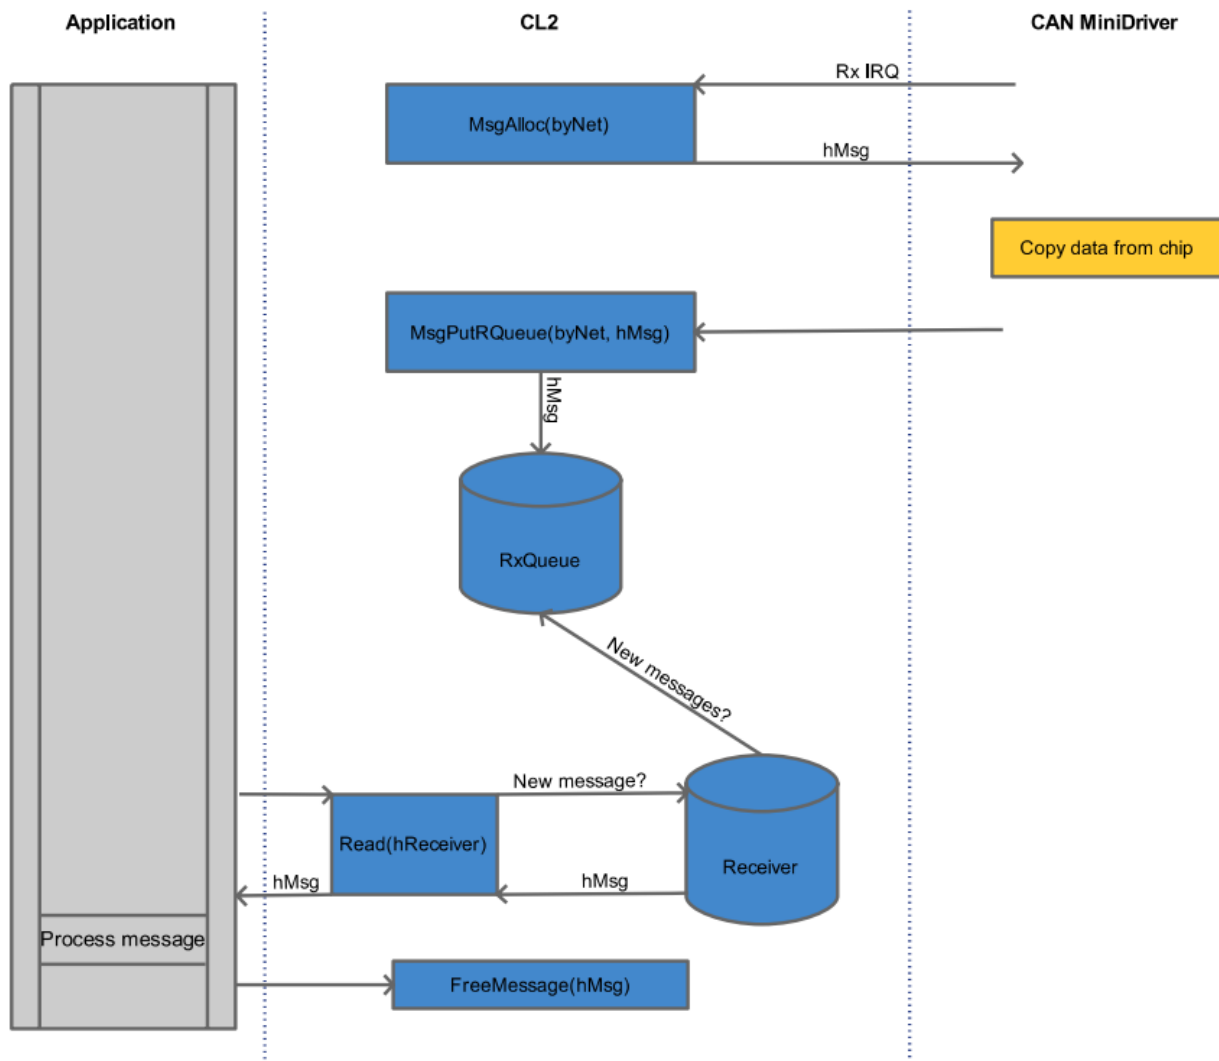 Application
CL2
CAN MiniDriver
Rx IRQ
MsgAlloc(byNet)
hMsg
Copy data from chip
MsgPutRQueue(byNet, hMsg)
hMsg
RxQueue
New messages?
New message?
Read(hReceiver)
Receiver
hMsg
hMsg
Process message
FreeMessage(hMsg)